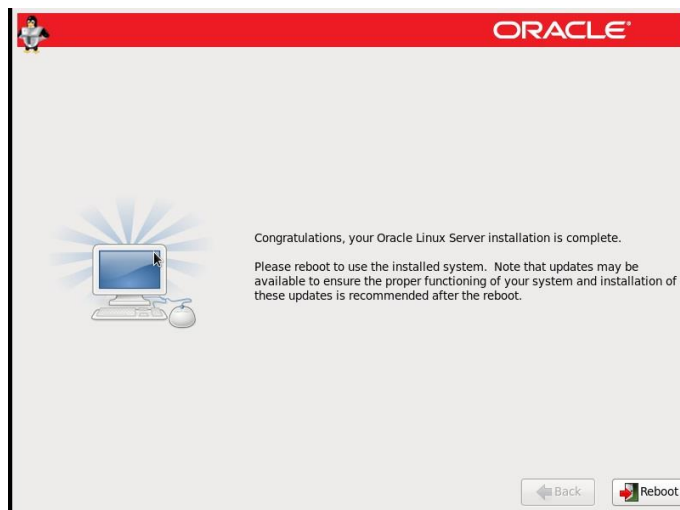 ORACLE®
Congratulations, your Oracle Linux Server installation is complete.
Please reboot to use the installed system.  Note that updates may be
available to ensure the proper functioning of your system and installation of
these updates is recommended after the reboot.
Back
Reboot